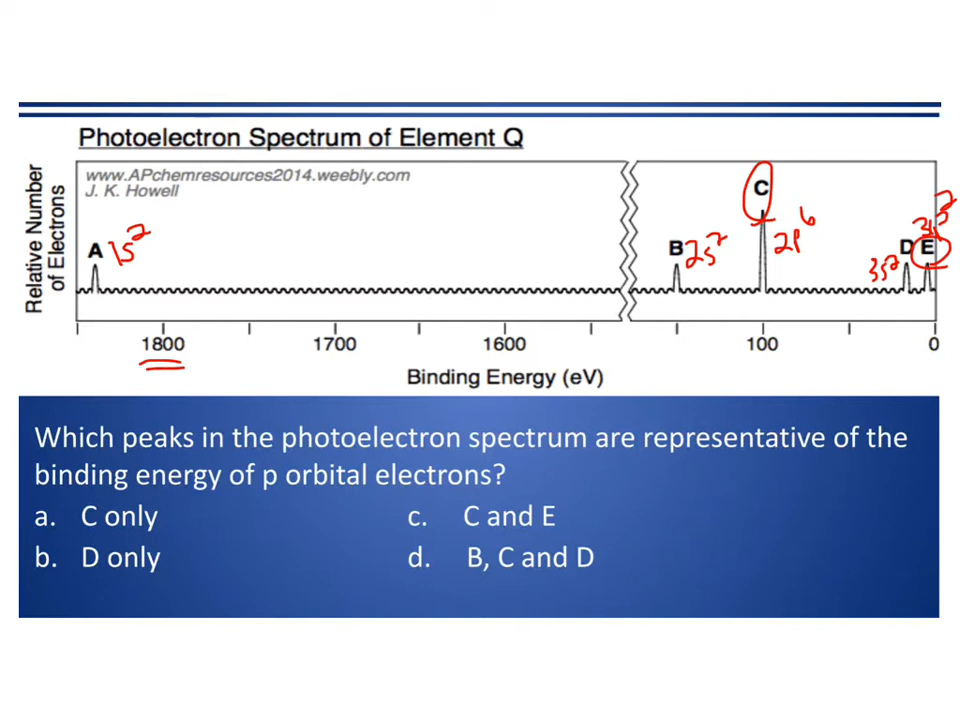 Photoelectron Spectrum of Element Q
Relative Number
of Electrons
www.APchemresources2014.weebly.com
J. K. Howell
A 1s²
B 2s²
C
2p⁶
3s² D E
1800 1700 1600 100 0
Binding Energy (eV)
Which peaks in the photoelectron spectrum are representative of the
binding energy of p orbital electrons?
a. C only
c. C and E
b. D only
d. B, C and D